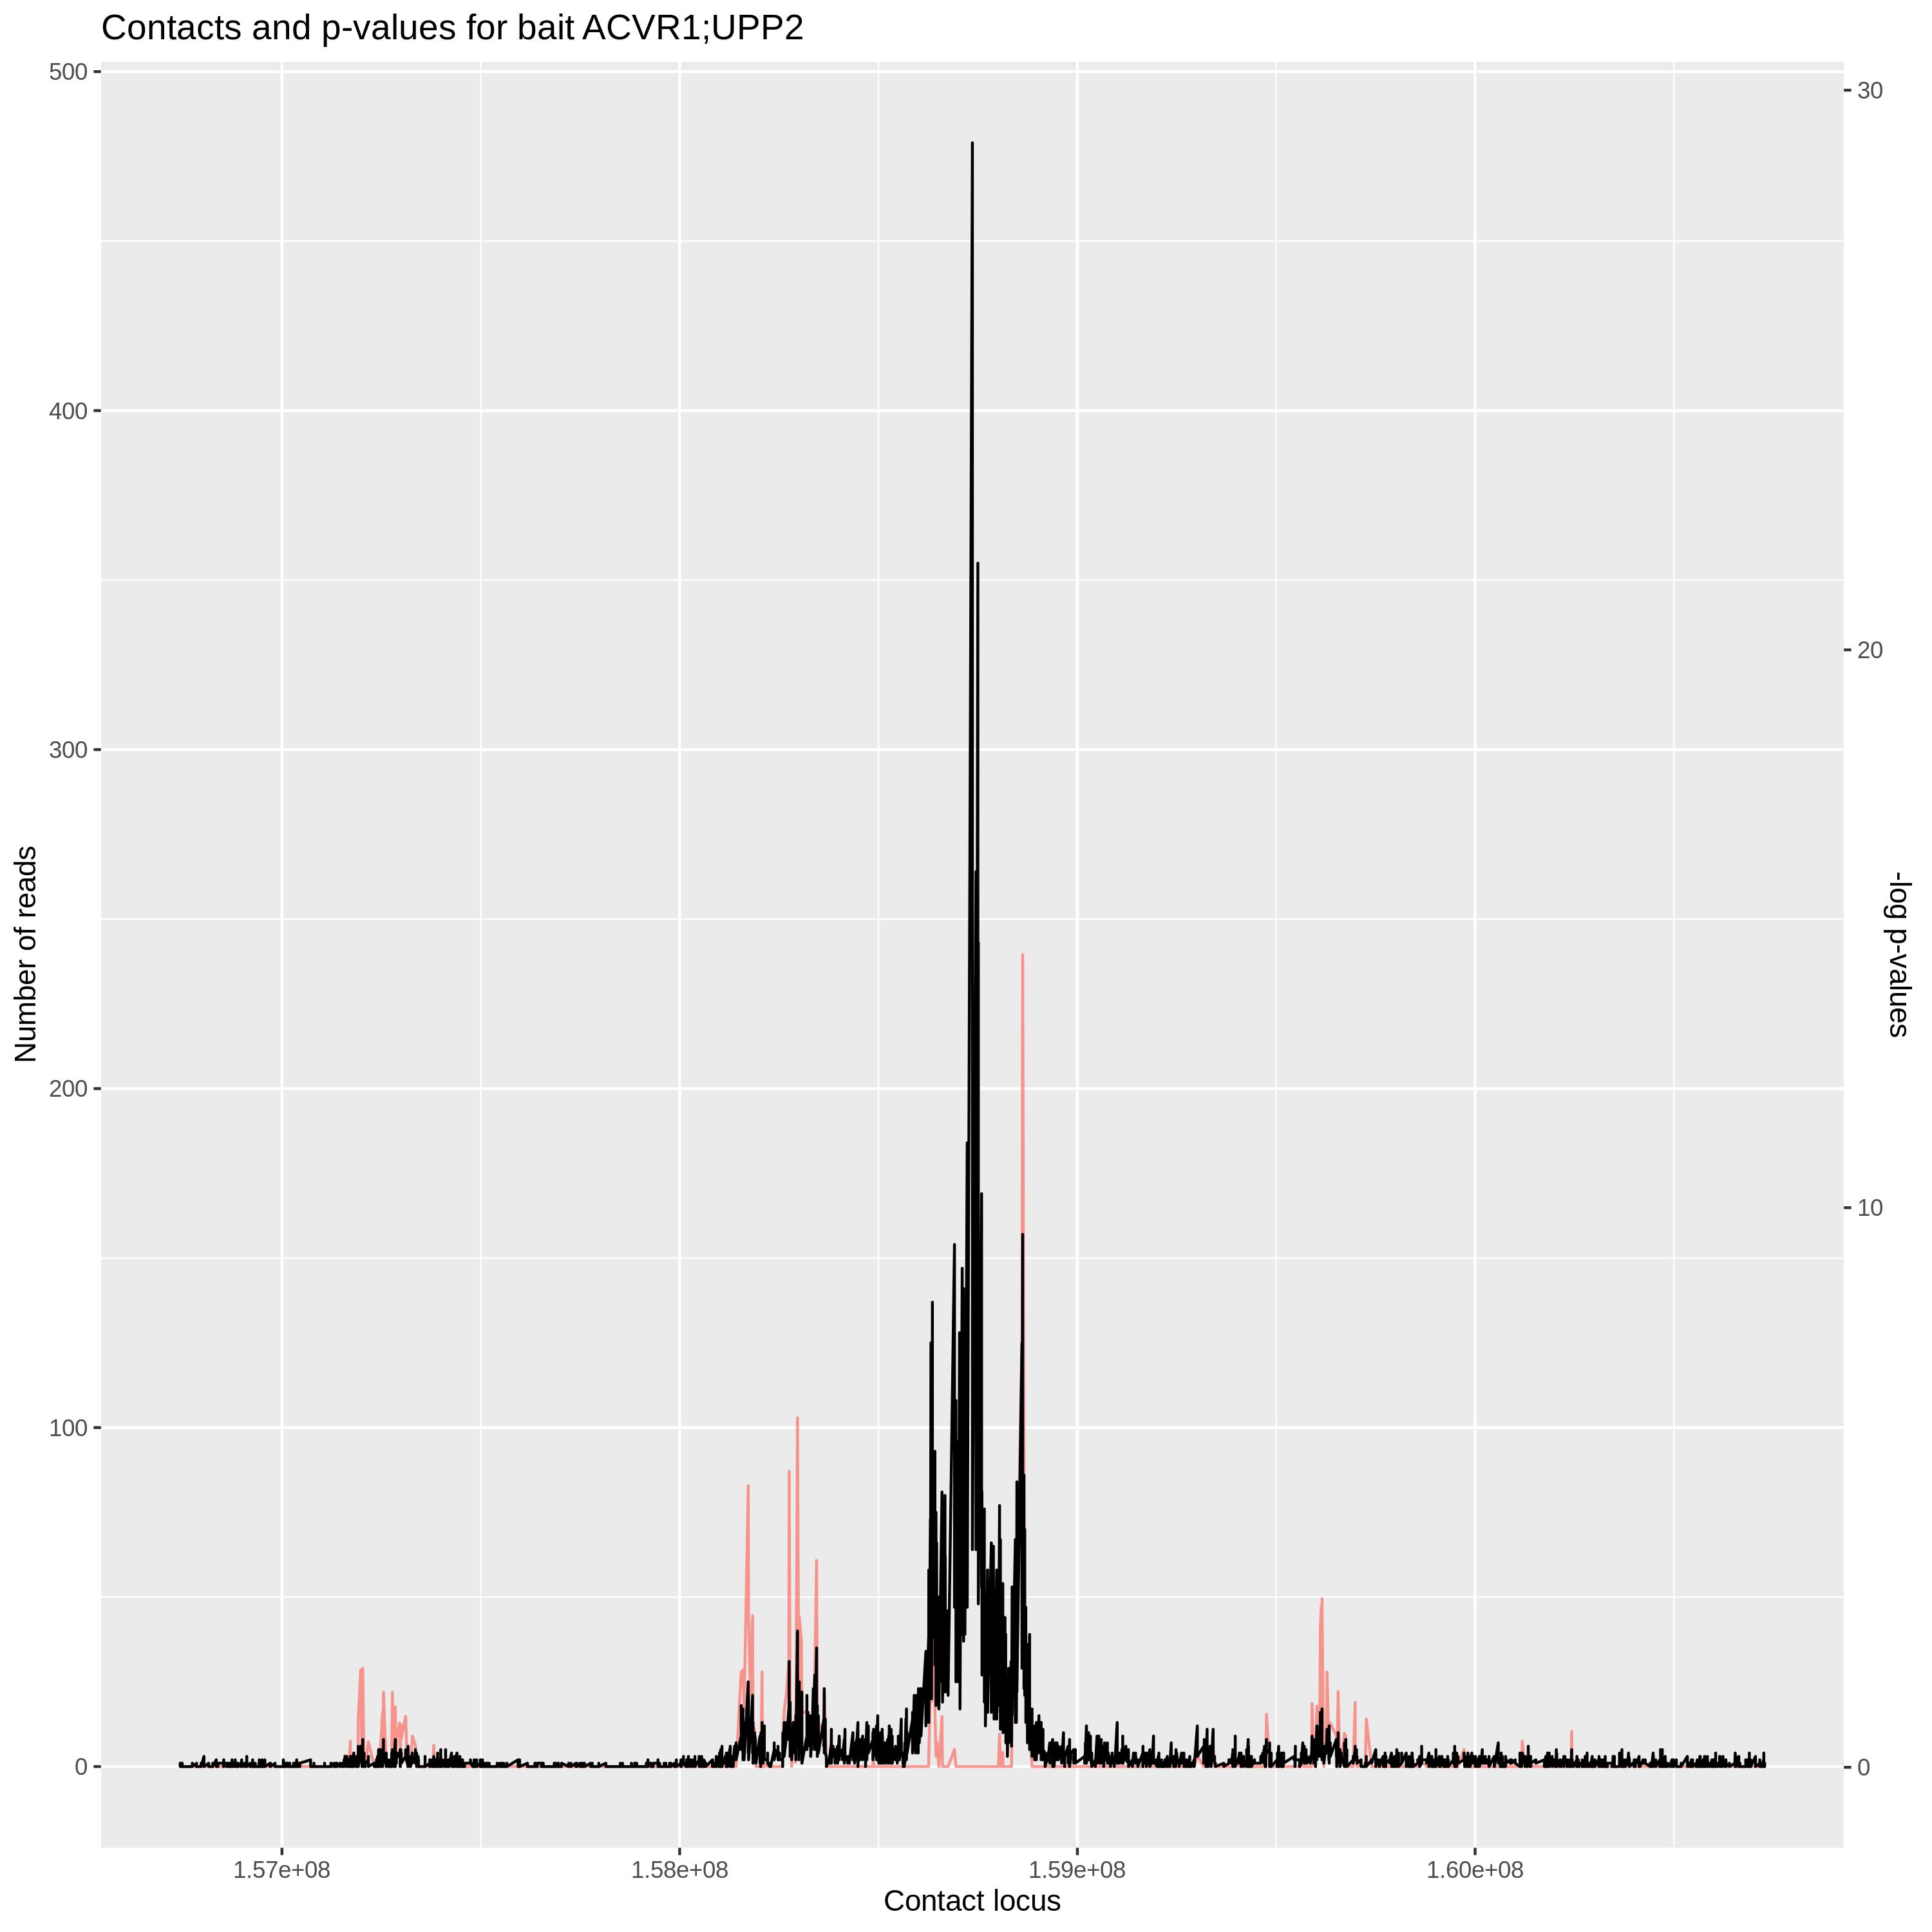 Contacts and p-values for bait ACVR1;UPP2
500
400
300
200
100
0
Number of reads
30
20
10
0
-log p-values
1.57e+08
1.58e+08
1.59e+08
1.60e+08
Contact locus